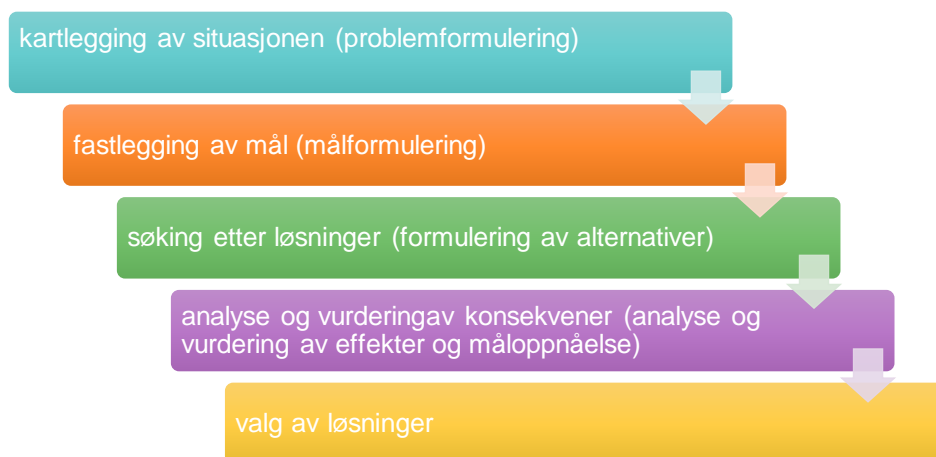 kartlegging av situasjonen (problemformulering)
fastlegging av mål (målformulering)
søking etter løsninger (formulering av alternativer)
analyse og vurderingav konsekvener (analyse og
vurdering av effekter og måloppnåelse)
valg av løsninger